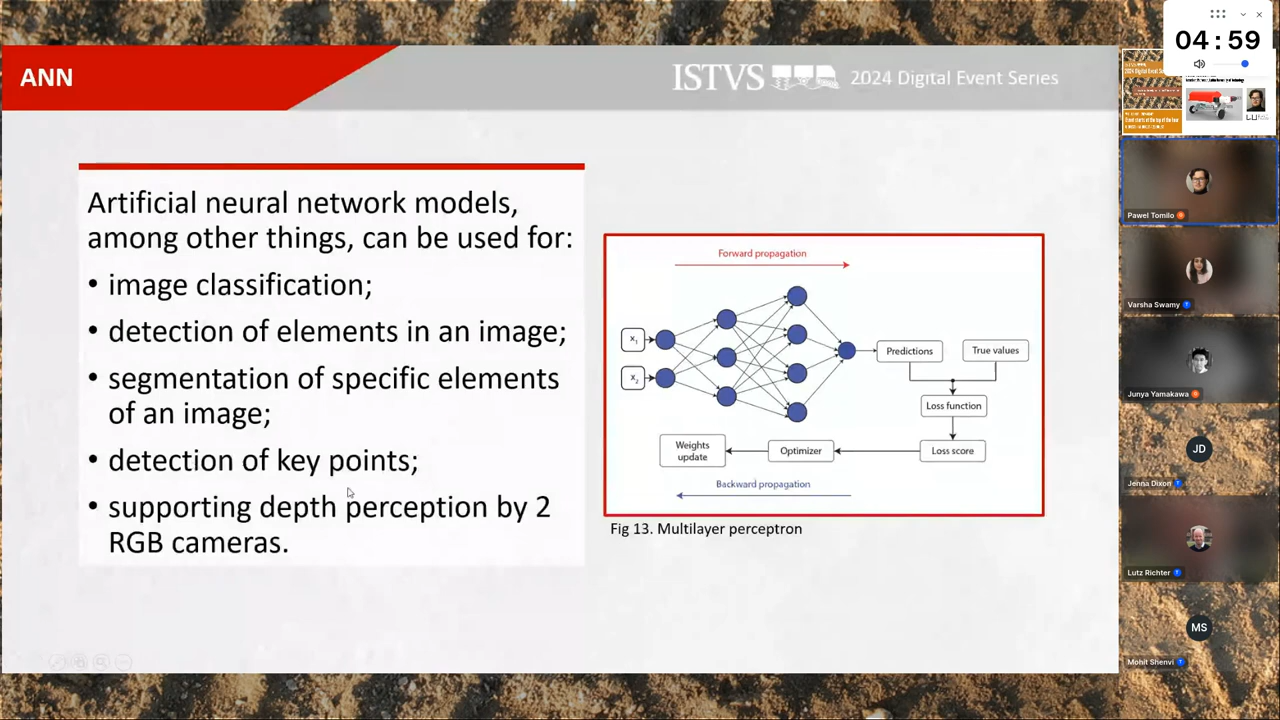 ANN
ISTVS
2024 Digital Event Series
Artificial neural network models,
among other things, can be used for:
• image classification;
• detection of elements in an image;
• segmentation of specific elements
of an image;
• detection of key points;
• supporting depth perception by 2
RGB cameras.
Forward propagation
x₁
x₂
Predictions
True values
Loss function
Weights
update
Optimizer
Loss score
Backward propagation
Fig 13. Multilayer perceptron
04:59
Pawel Tomilo
Varsha Swamy
Junya Yamakawa
JD
Jenna Dixon
Lutz Richter
MS
Mohit Shenvi